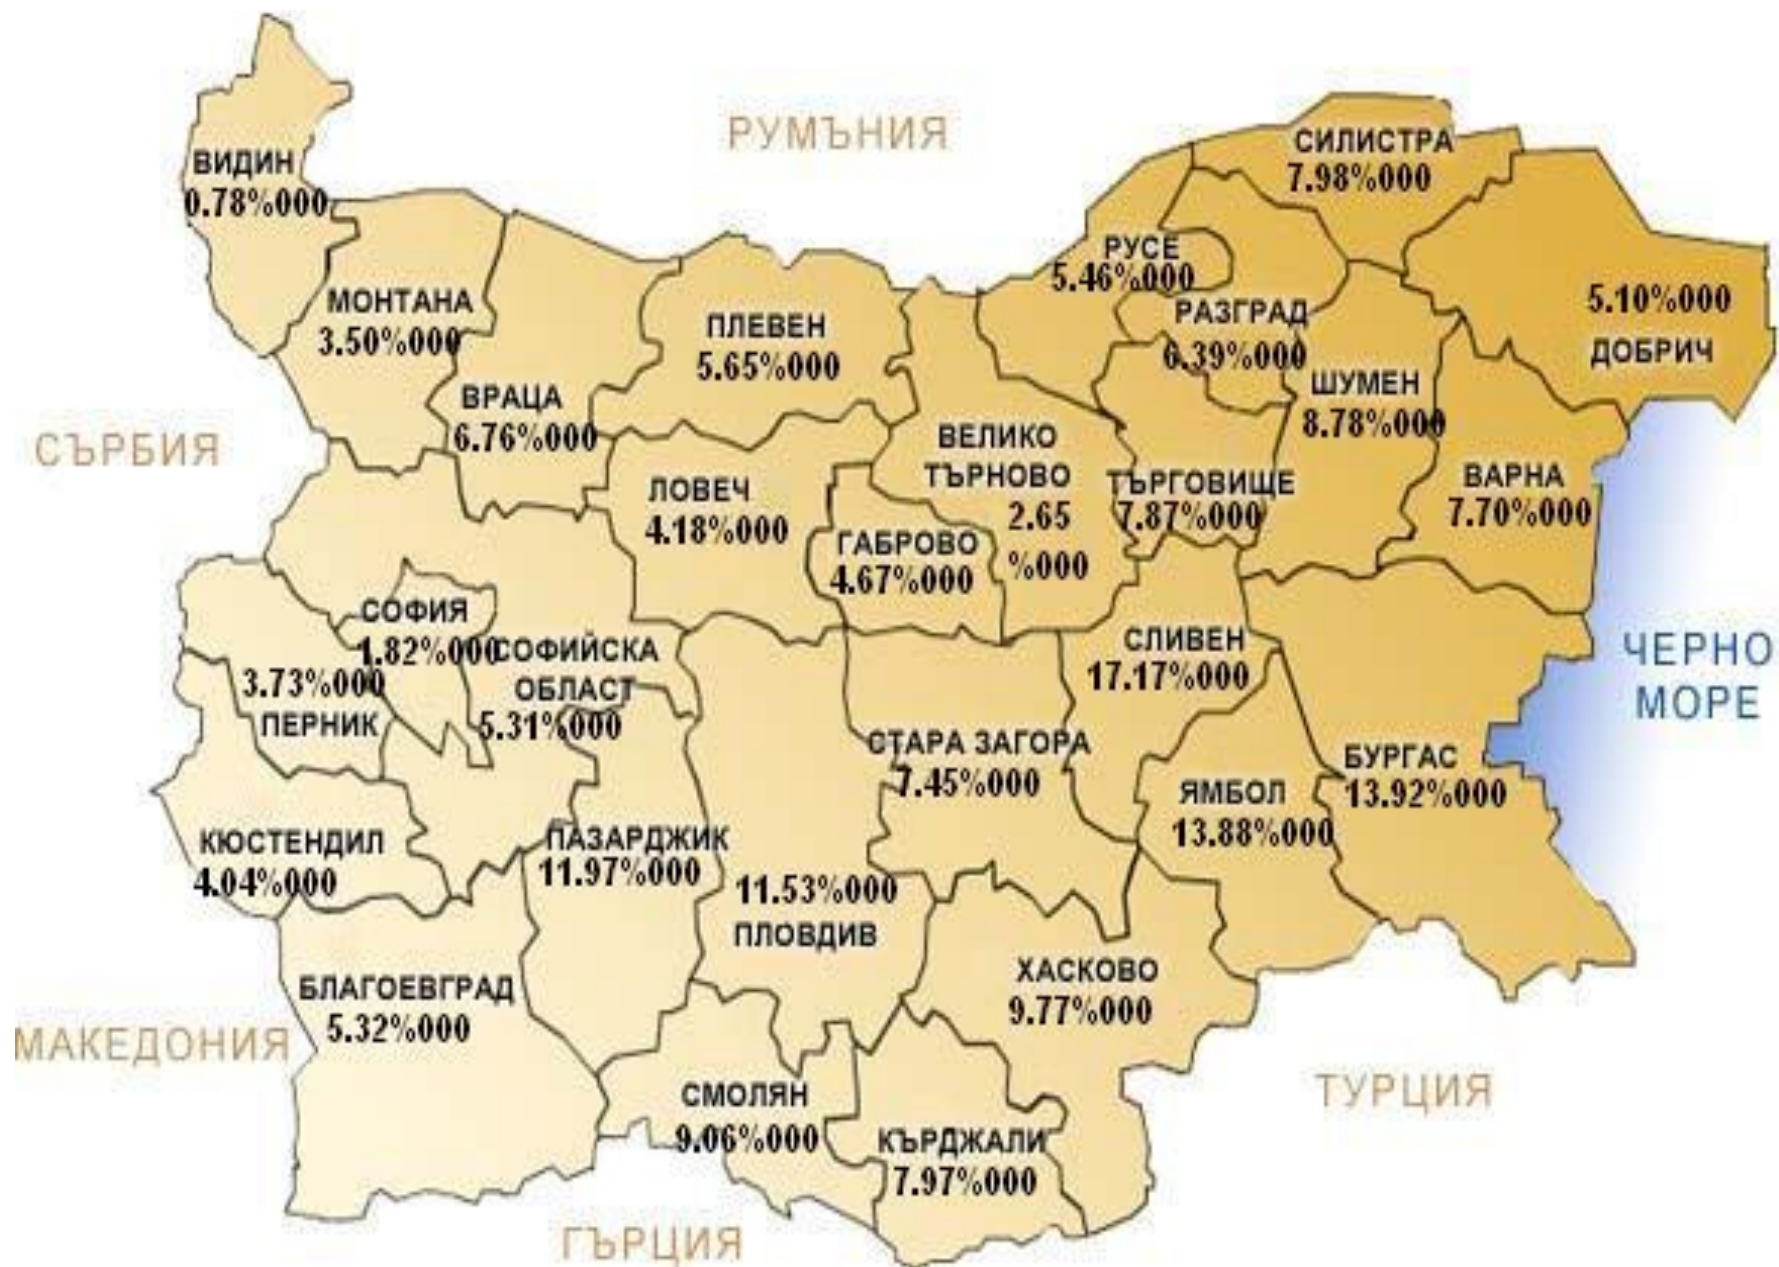 РУМЪНИЯ
СИЛИСТРА
7.98%000
ВИДИН
0.78%000
РУСЕ
5.46%000
МОНТАНА
3.50%000
ПЛЕВЕН
5.65%000
РАЗГРАД
6.39%000
5.10%000
ДОБРИЧ
ВРАЦА
6.76%000
ШУМЕН
8.78%000
СЪРБИЯ
ВЕЛИКО
ТЪРНОВО
2.65
%000
ЛОВЕЧ
4.18%000
ТЪРГОВИЩЕ
7.87%000
ВАРНА
7.70%000
ГАБРОВО
4.67%000
СОФИЯ
1.82%000
СОФИЙСКА
ОБЛАСТ
5.31%000
3.73%000
ПЕРНИК
СЛИВЕН
17.17%000
ЧЕРНО
МОРЕ
СТАРА ЗАГОРА
7.45%000
БУРГАС
13.92%000
ЯМБОЛ
13.88%000
КЮСТЕНДИЛ
4.04%000
ПАЗАРДЖИК
11.97%000
11.53%000
ПЛОВДИВ
ХАСКОВО
9.77%000
БЛАГОЕВГРАД
5.32%000
МАКЕДОНИЯ
СМОЛЯН
9.06%000
ТУРЦИЯ
КЪРДЖАЛИ
7.97%000
ГЪРЦИЯ